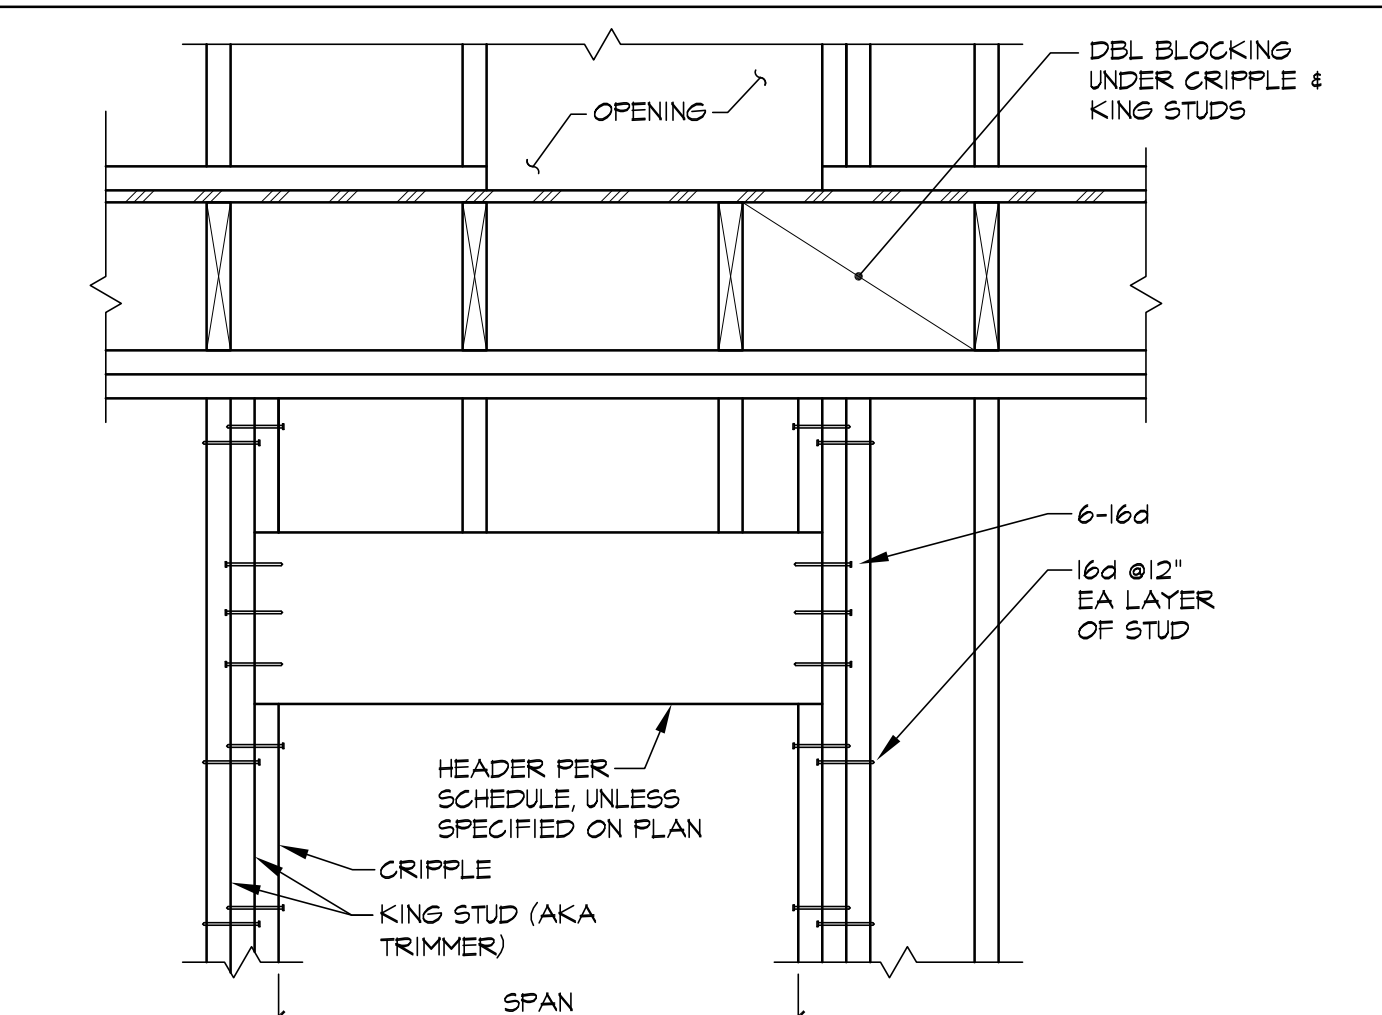 DBL BLOCKING
UNDER CRIPPLE &
KING STUDS
OPENING
6-16d
16d @12"
EA LAYER
OF STUD
HEADER PER
SCHEDULE, UNLESS
SPECIFIED ON PLAN
CRIPPLE
KING STUD (AKA
TRIMMER)
SPAN